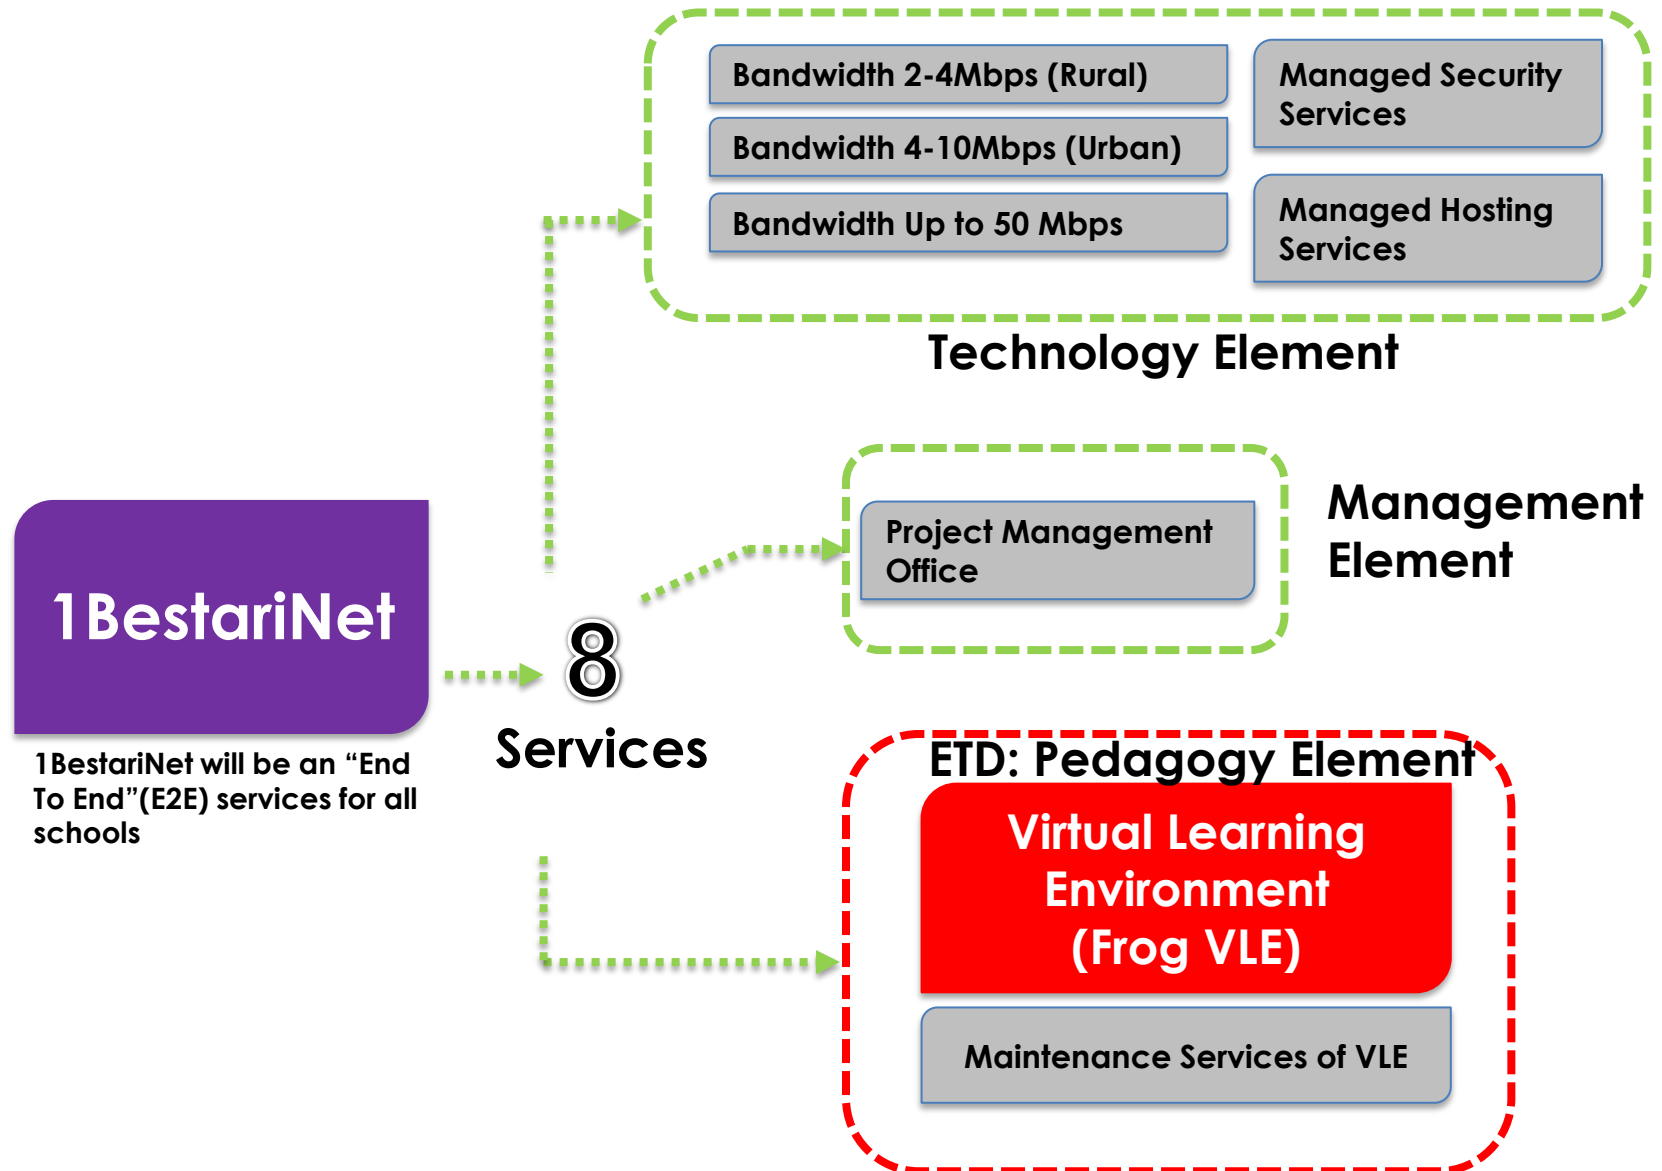 Bandwidth 2-4Mbps (Rural)
Bandwidth 4-10Mbps (Urban)
Bandwidth Up to 50 Mbps
Managed Security
Services
Managed Hosting
Services
Technology Element
Project Management
Office
Management
Element
1BestariNet
1BestariNet will be an “End
To End”(E2E) services for all
schools
8
Services
ETD: Pedagogy Element
Virtual Learning
Environment
(Frog VLE)
Maintenance Services of VLE